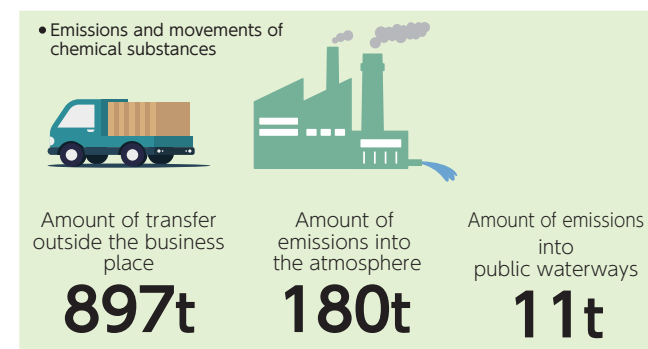 • Emissions and movements of
chemical substances
Amount of transfer
outside the business
place
897t
Amount of
emissions into
the atmosphere
180t
Amount of emissions
into
public waterways
11t